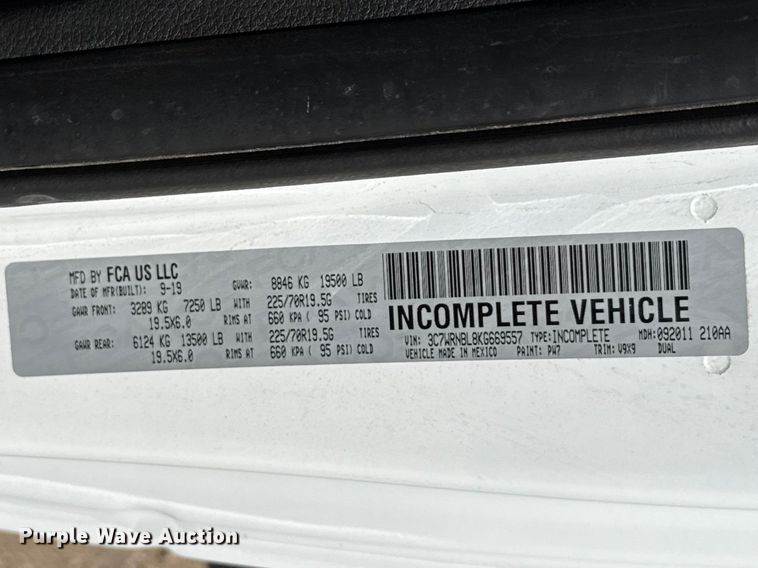 MFD BY FCA US LLC
DATE OF MFR(BUILT): 9-19 GVWR: 8846 KG 19500 LB
GAWR FRONT: 3289 KG 7250 LB WITH 225/70R19.5G TIRES
19.5X6.0 RIMS AT 660 KPA ( 95 PSI) COLD
GAWR REAR: 6124 KG 13500 LB WITH 225/70R19.5G TIRES
19.5X6.0 RIMS AT 660 KPA ( 95 PSI) COLD
INCOMPLETE VEHICLE
VIN: 3C7WRNBL8KG669557 TYPE: INCOMPLETE MDH: 092011 210AA
VEHICLE MADE IN MEXICO PAINT: PW7 TRIM: V9X9 DUAL
Purple Wave Auction